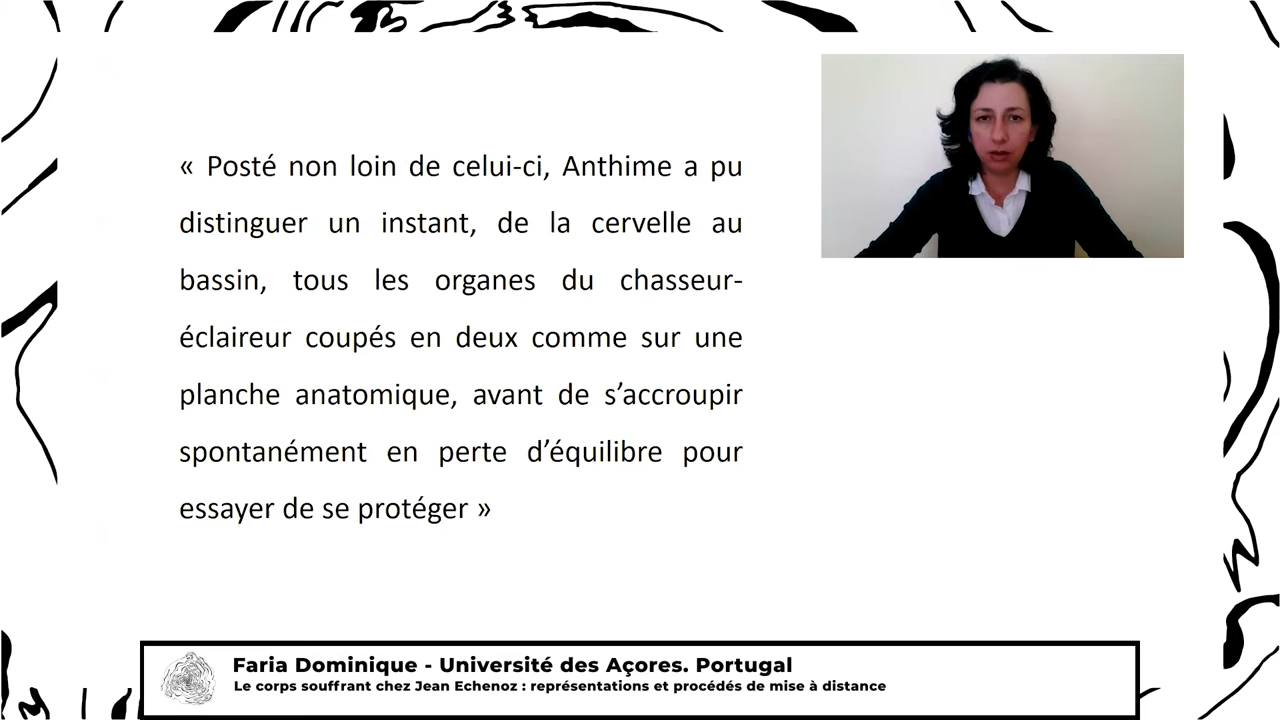 « Posté non loin de celui-ci, Anthime a pu
distinguer un instant, de la cervelle au
bassin, tous les organes du chasseur-
éclaireur coupés en deux comme sur une
planche anatomique, avant de s’accroupir
spontanément en perte d’équilibre pour
essayer de se protéger »
Faria Dominique - Université des Açores. Portugal
Le corps souffrant chez Jean Echenoz : représentations et procédés de mise à distance